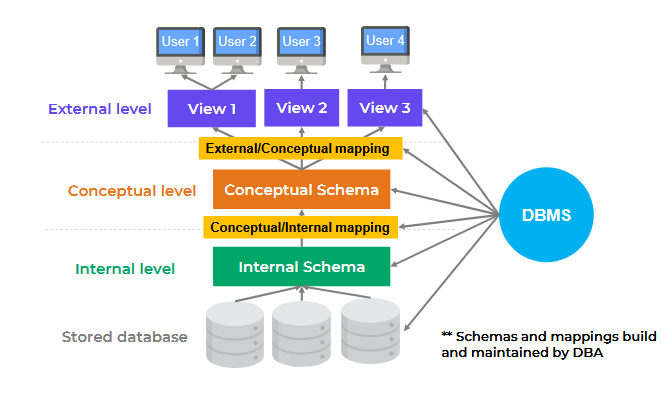 User 1
User 2
User 3
User 4
External level
View 1
View 2
View 3
External/Conceptual mapping
Conceptual level
Conceptual Schema
DBMS
Conceptual/Internal mapping
Internal level
Internal Schema
Stored database
** Schemas and mappings build
and maintained by DBA